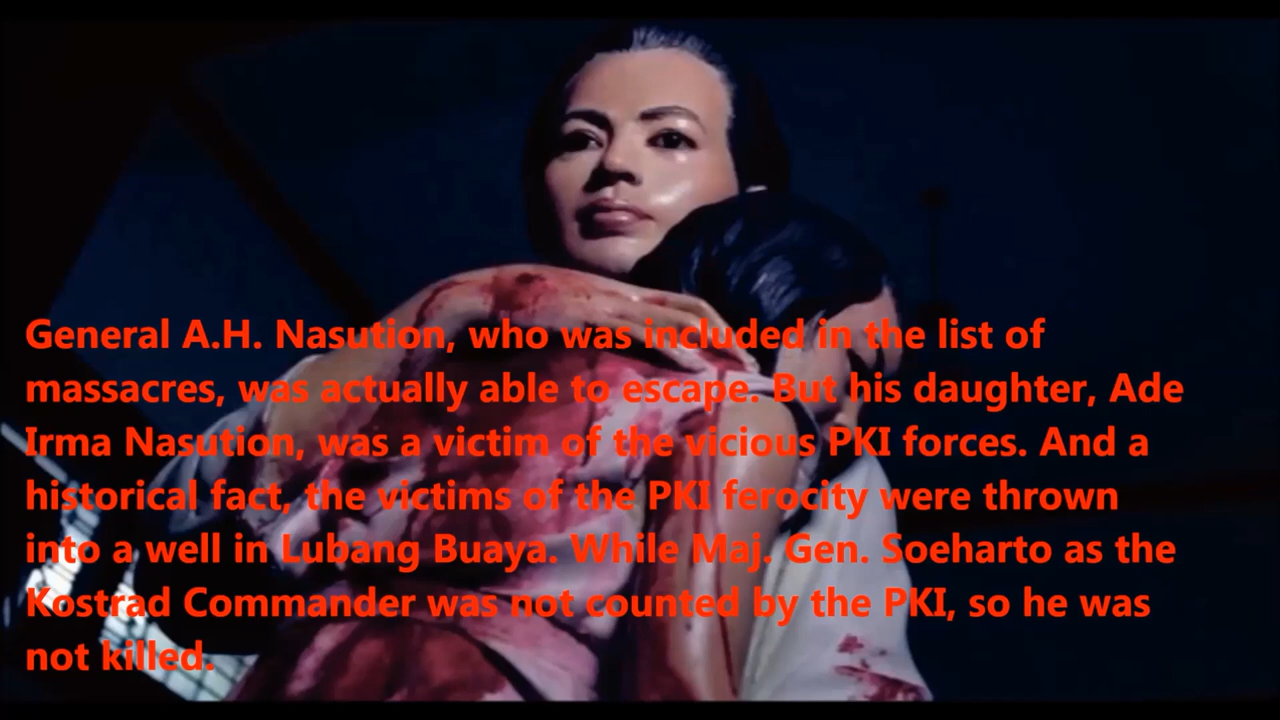 General A.H. Nasution, who was included in the list of
massacres, was actually able to escape. But his daughter, Ade
Irma Nasution, was a victim of the vicious PKI forces. And a
historical fact, the victims of the PKI ferocity were thrown
into a well in Lubang Buaya. While Maj. Gen. Soeharto as the
Kostrad Commander was not counted by the PKI, so he was
not killed.